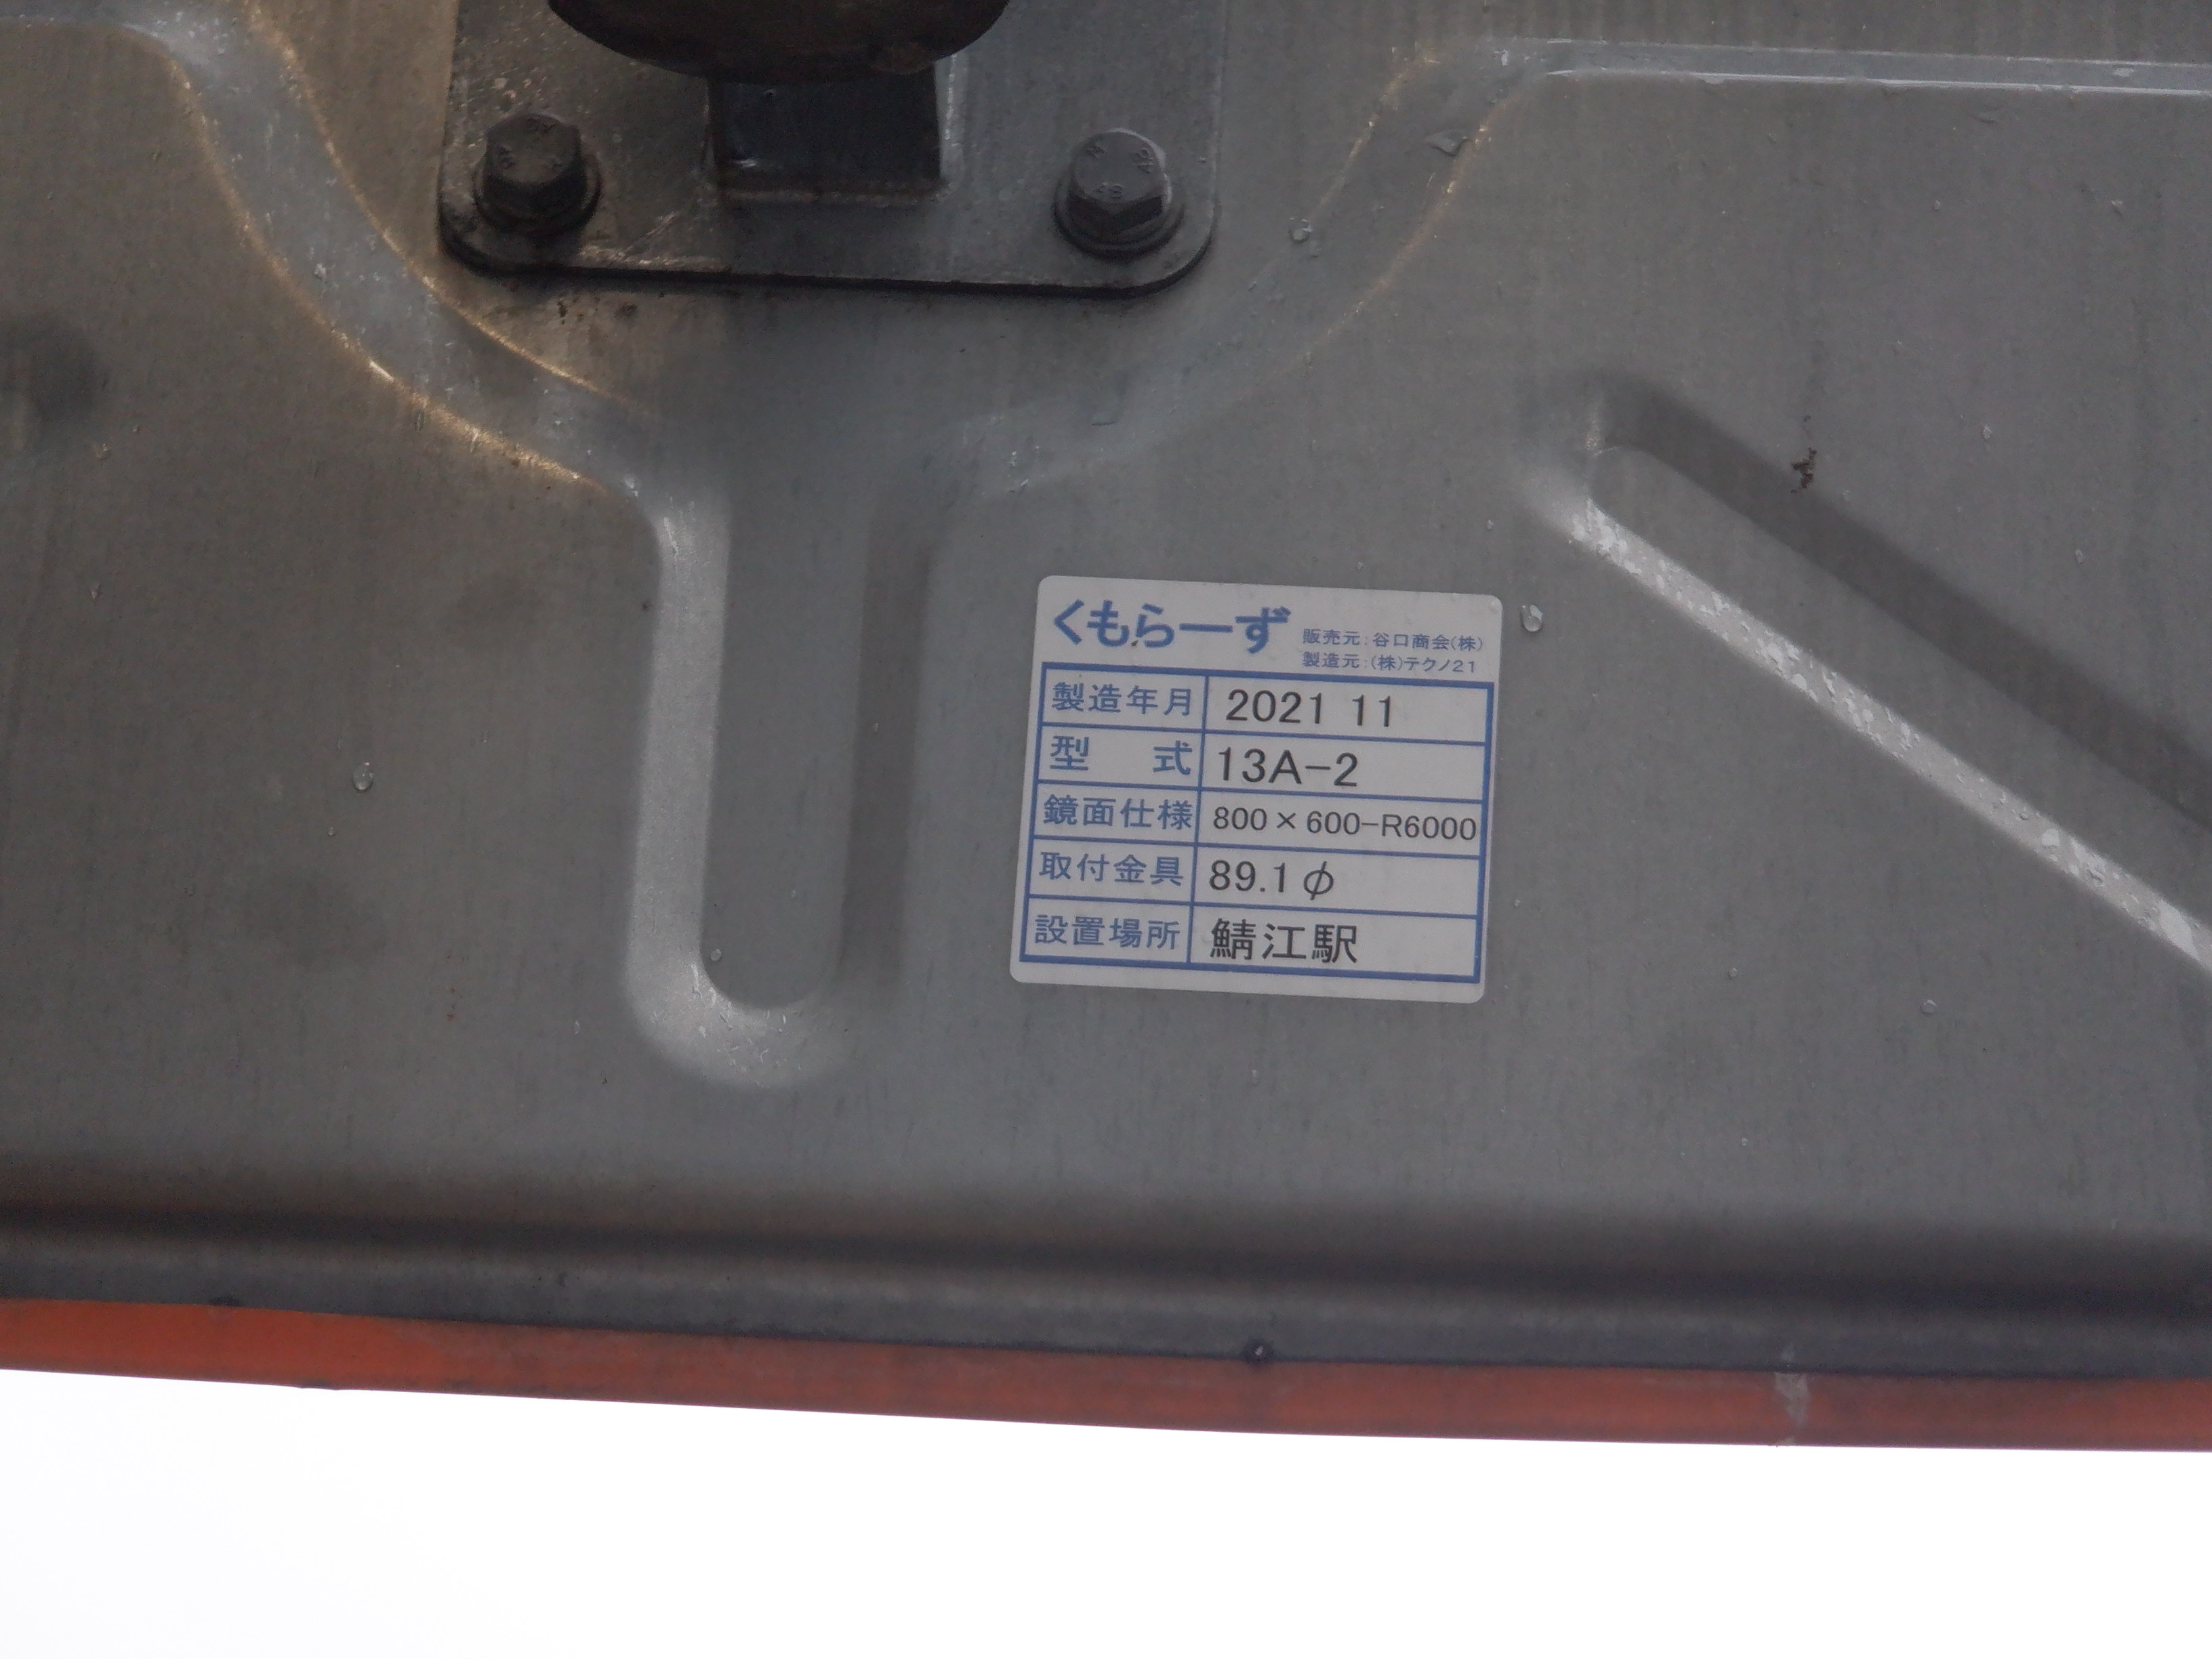 くもらーず
販売元:谷口商会(株)
製造元:(株)テクノ21
製造年月 2021 11
型 式 13A-2
鏡面仕様 800×600-R6000
取付金具 89.1φ
設置場所 鯖江駅